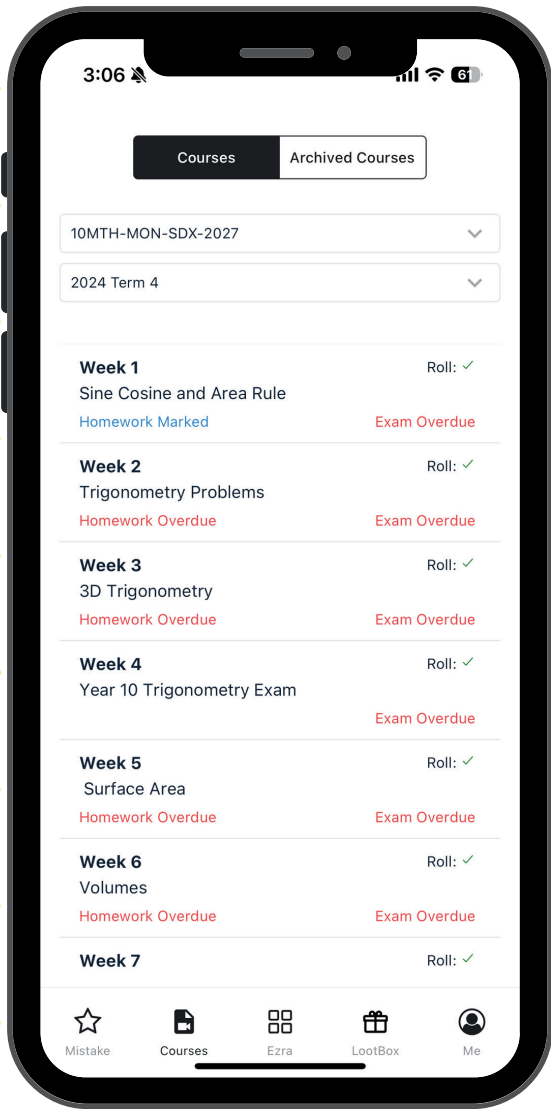 3:06
61
Courses
Archived Courses
10MTH-MON-SDX-2027
2024 Term 4
Week 1
Roll: ✓
Sine Cosine and Area Rule
Homework Marked
Exam Overdue
Week 2
Roll: ✓
Trigonometry Problems
Homework Overdue
Exam Overdue
Week 3
Roll: ✓
3D Trigonometry
Homework Overdue
Exam Overdue
Week 4
Roll: ✓
Year 10 Trigonometry Exam
Exam Overdue
Week 5
Roll: ✓
Surface Area
Homework Overdue
Exam Overdue
Week 6
Roll: ✓
Volumes
Homework Overdue
Exam Overdue
Week 7
Roll: ✓
Mistake
Courses
Ezra
LootBox
Me